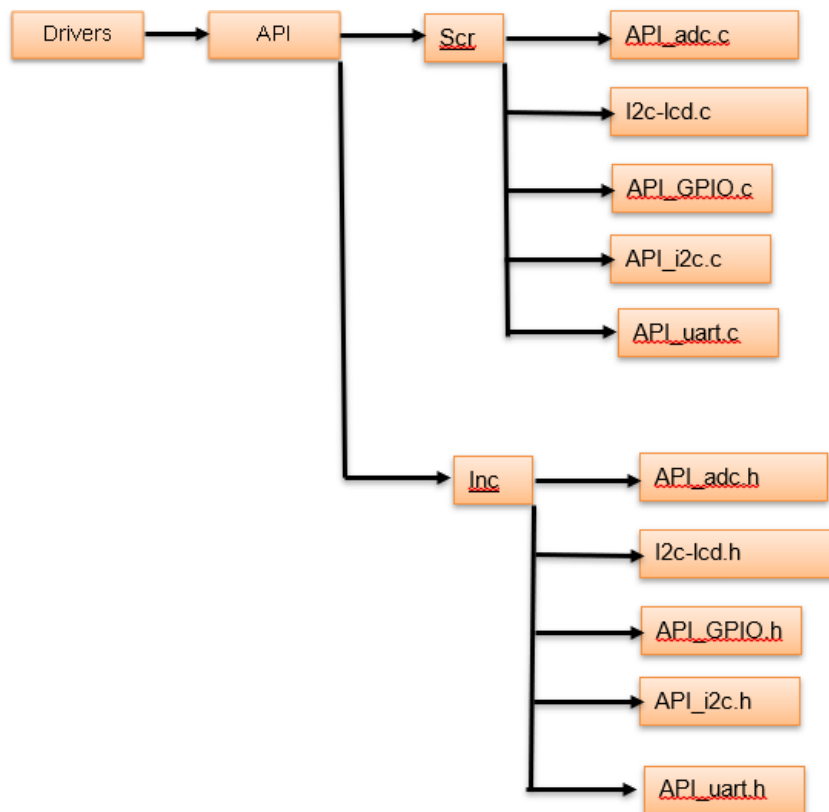 Drivers
API
Scr
API_adc.c
I2c-lcd.c
API_GPIO.c
API_i2c.c
API_uart.c
Inc
API_adc.h
I2c-lcd.h
API_GPIO.h
API_i2c.h
API_uart.h